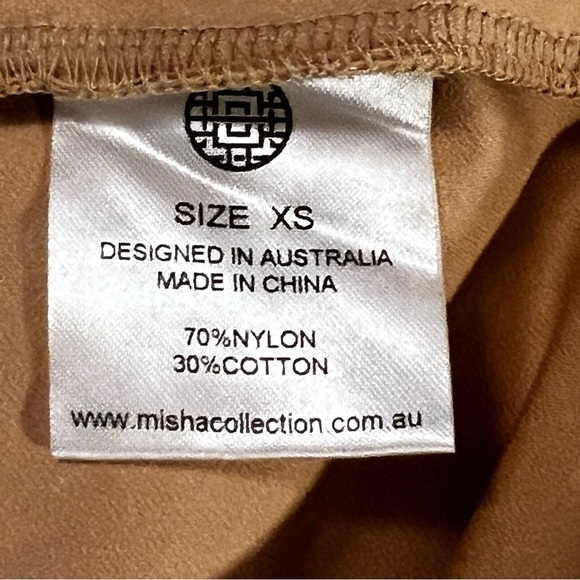 SIZE XS
DESIGNED IN AUSTRALIA
MADE IN CHINA
70%NYLON
30%COTTON
www.mishacollection.com.au